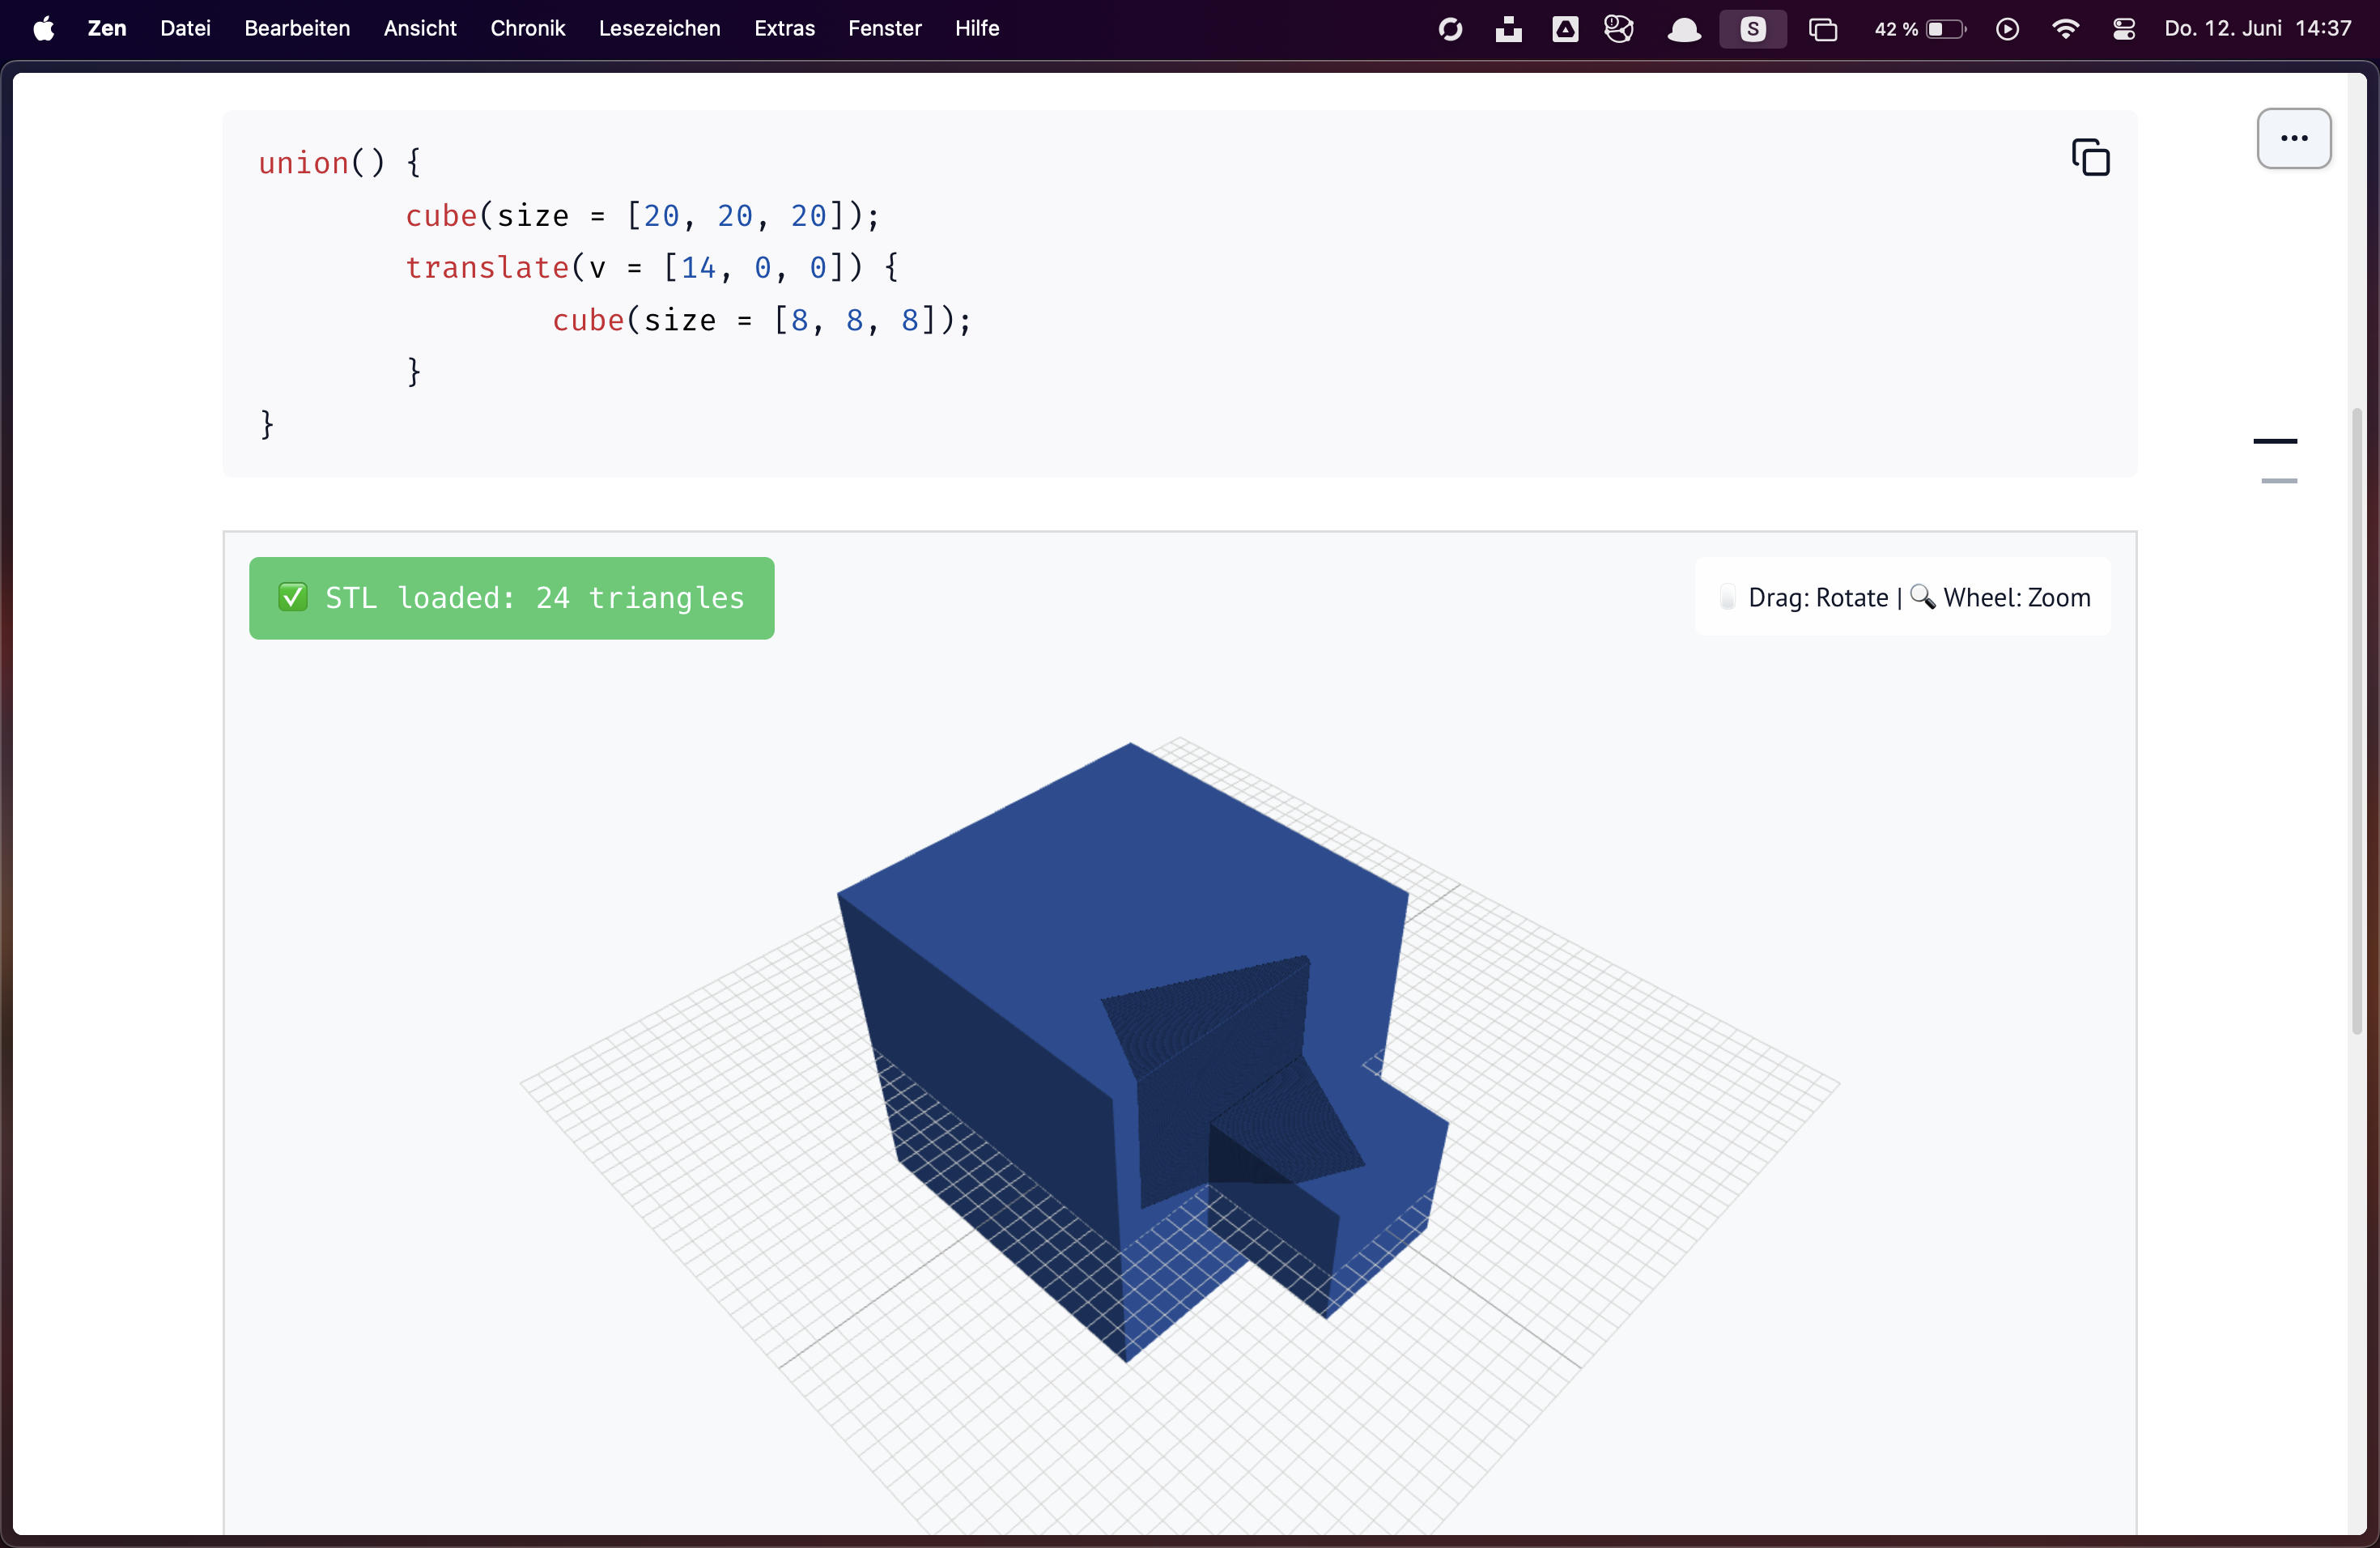 Zen Datei Bearbeiten Ansicht Chronik Lesezeichen Extras Fenster Hilfe S 42 % Do. 12. Juni 14:37
union() {
cube(size = [20, 20, 20]);
translate(v = [14, 0, 0]) {
cube(size = [8, 8, 8]);
}
}
✅ STL loaded: 24 triangles
Drag: Rotate | 🔍 Wheel: Zoom